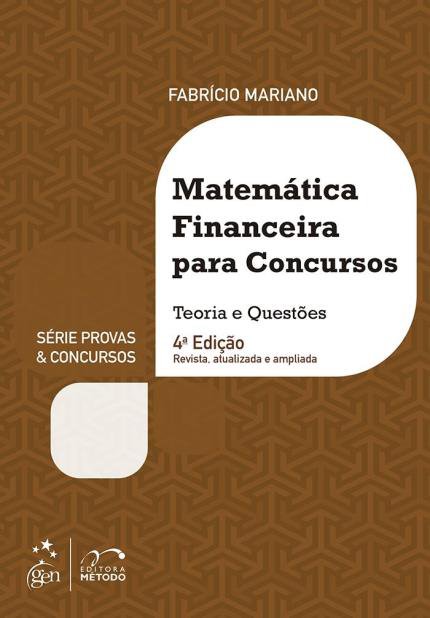 FABRÍCIO MARIANO
Matemática
Financeira
para Concursos
Teoria e Questões
4ª Edição
Revista, atualizada e ampliada
SÉRIE PROVAS
& CONCURSOS
gen
EDITORA
MÉTODO